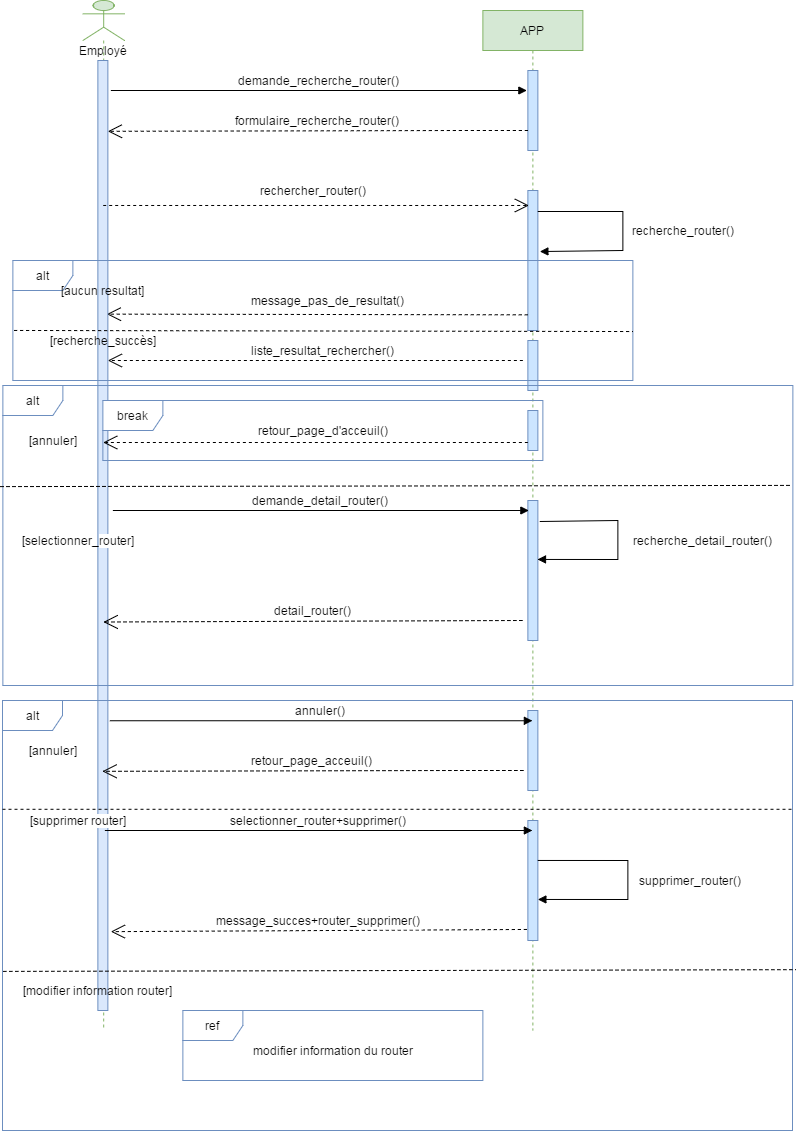 Employé
APP
demande_recherche_router()
formulaire_recherche_router()
rechercher_router()
recherche_router()
alt
[aucun resultat]
message_pas_de_resultat()
[recherche_succès]
liste_resultat_rechercher()
alt
break
[annuler]
retour_page_d'acceuil()
demande_detail_router()
[selectionner_router]
recherche_detail_router()
detail_router()
alt
annuler()
[annuler]
retour_page_acceuil()
[supprimer router]
selectionner_router+supprimer()
supprimer_router()
message_succes+router_supprimer()
[modifier information router]
ref
modifier information du router